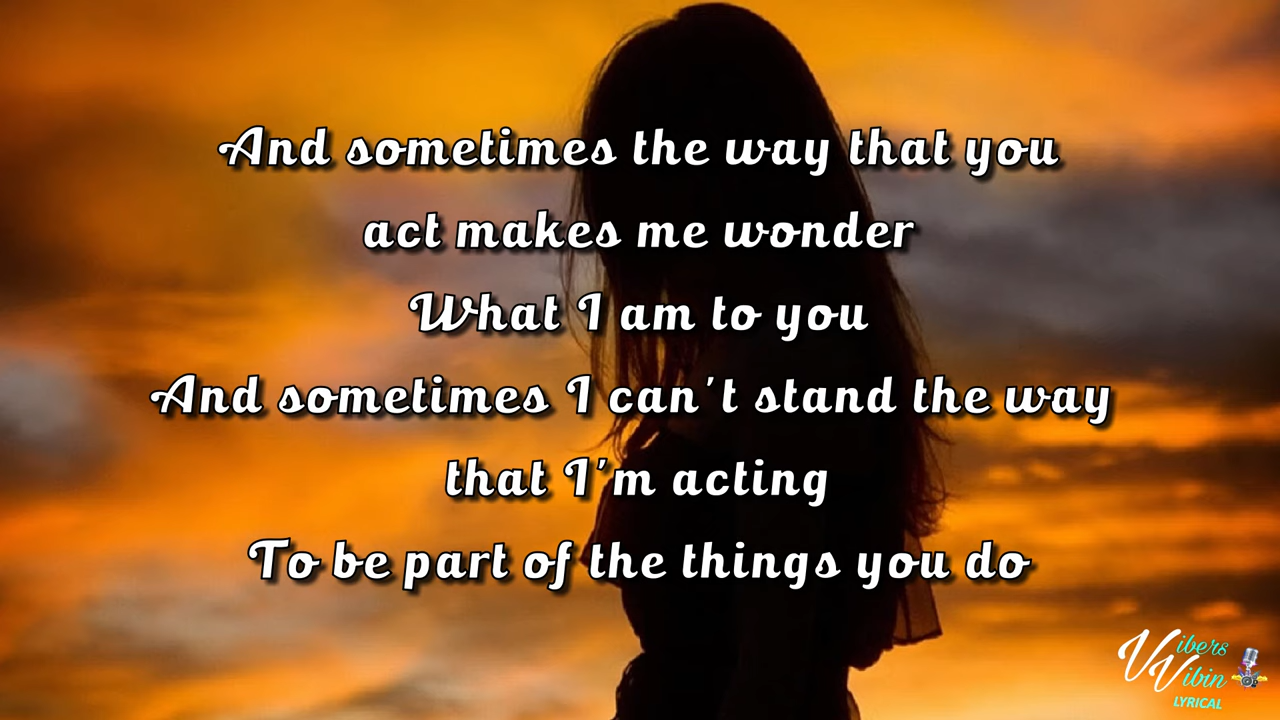 And sometimes the way that you
act makes me wonder
What I am to you
And sometimes I can't stand the way
that I'm acting
To be part of the things you do
Vibers
Vibin
LYRICAL